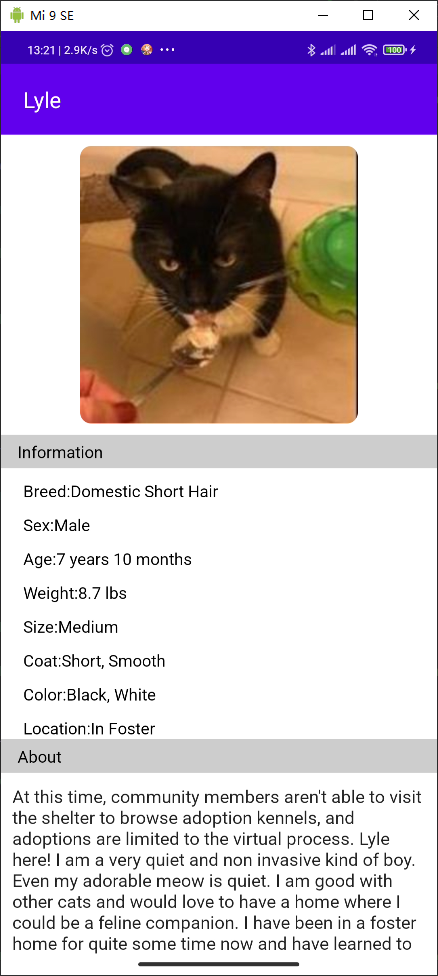 Mi 9 SE
13:21 | 2.9K/s
100
Lyle
Information
Breed:Domestic Short Hair
Sex:Male
Age:7 years 10 months
Weight:8.7 lbs
Size:Medium
Coat:Short, Smooth
Color:Black, White
Location:In Foster
About
At this time, community members aren't able to visit
the shelter to browse adoption kennels, and
adoptions are limited to the virtual process. Lyle
here! I am a very quiet and non invasive kind of boy.
Even my adorable meow is quiet. I am good with
other cats and would love to have a home where I
could be a feline companion. I have been in a foster
home for quite some time now and have learned to